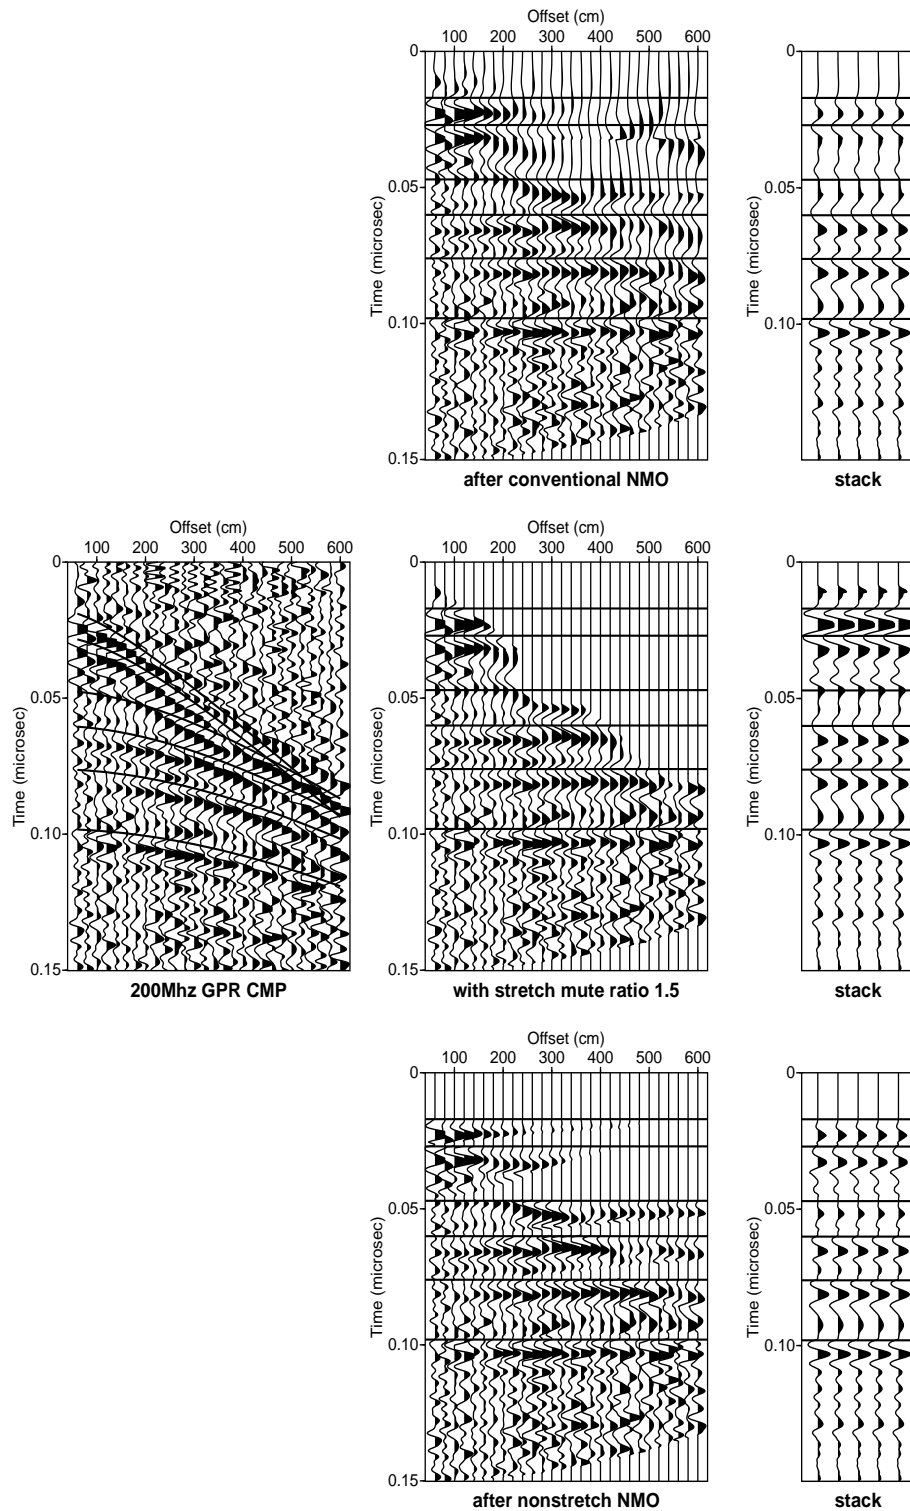 Offset (cm)
100 200 300 400 500 600
0
0
0.05
0.05
Time (microsec)
Time (microsec)
0.10
0.10
0.15
after conventional NMO
stack
Offset (cm)
Offset (cm)
100 200 300 400 500 600
100 200 300 400 500 600
0
0
0
0.05
0.05
0.05
Time (microsec)
Time (microsec)
Time (microsec)
0.10
0.10
0.10
0.15
0.15
200Mhz GPR CMP
with stretch mute ratio 1.5
stack
Offset (cm)
100 200 300 400 500 600
0
0
0.05
0.05
Time (microsec)
Time (microsec)
0.10
0.10
0.15
after nonstretch NMO
stack